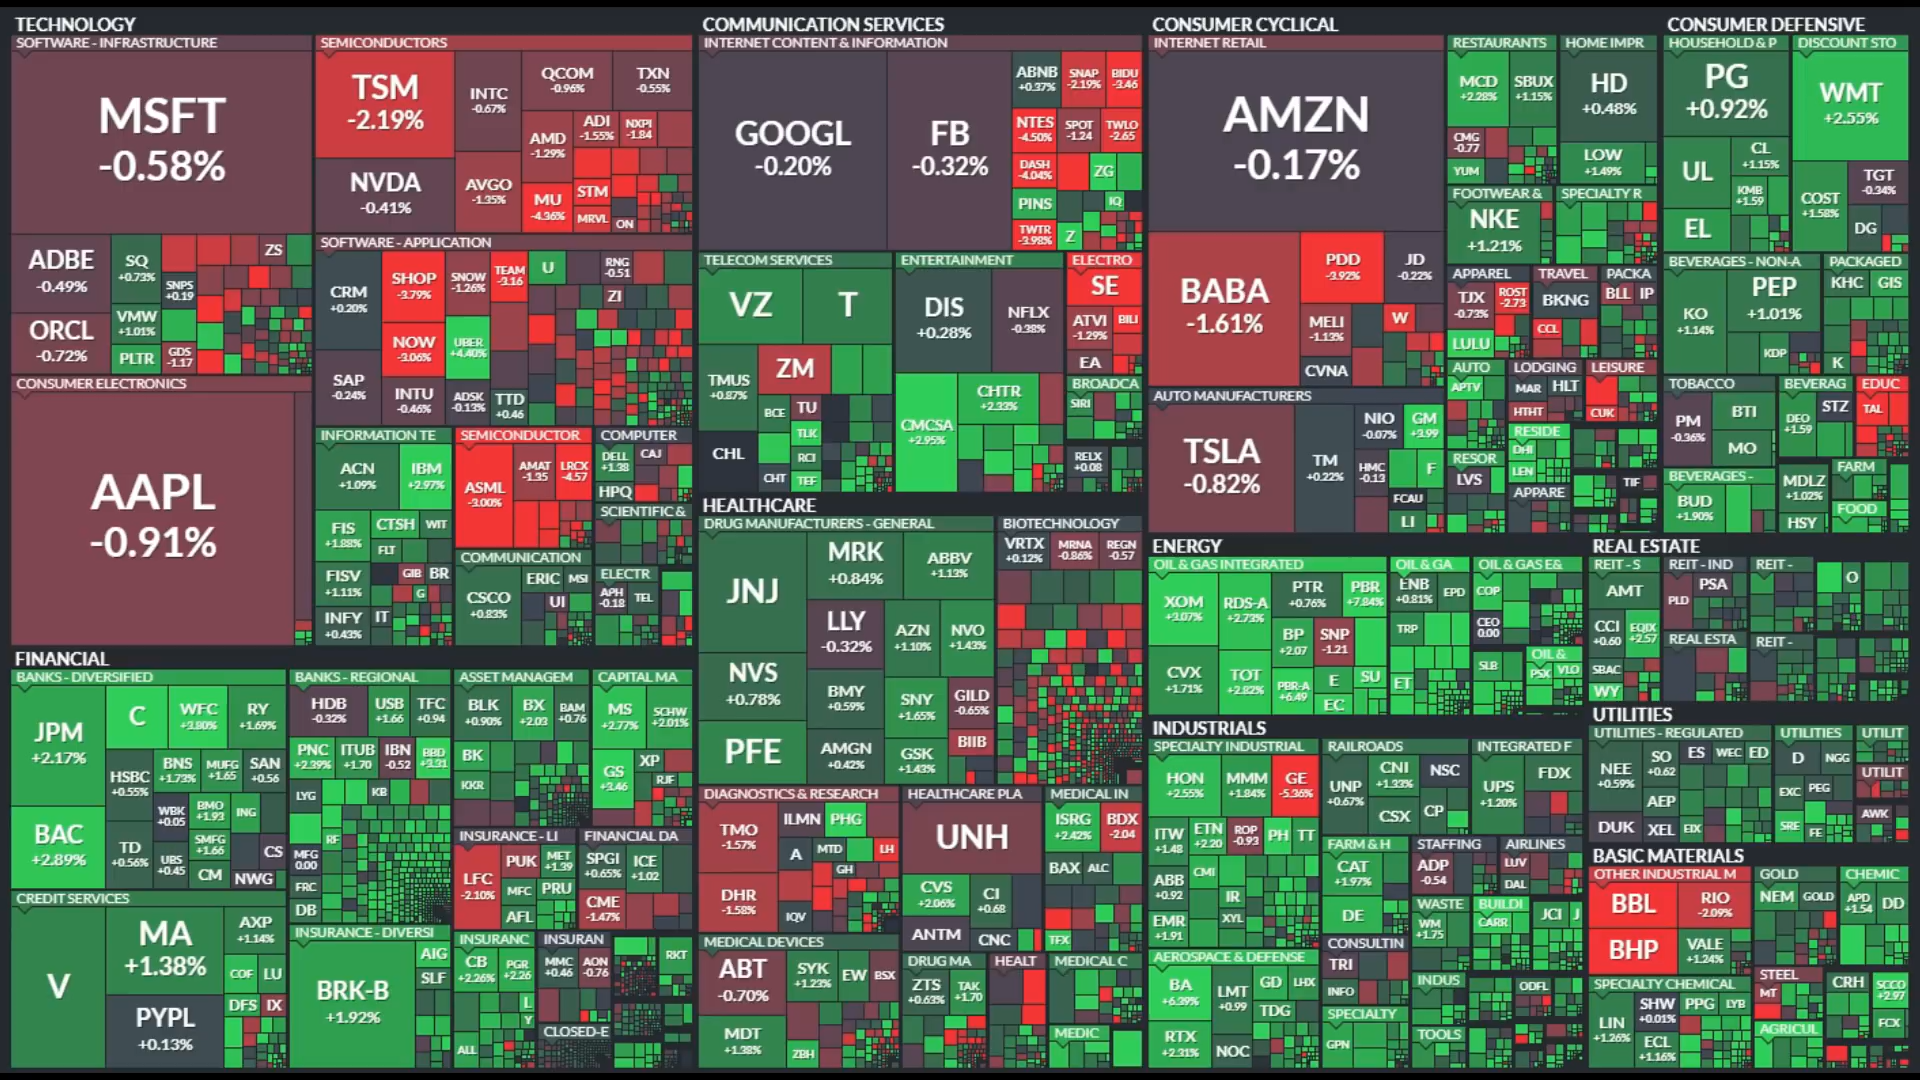 TECHNOLOGY
SOFTWARE - INFRASTRUCTURE
MSFT
-0.58%
ADBE
-0.49%
ORCL
-0.72%
SQ
+0.73%
VMW
+1.01%
PLTR
SNPS
+0.19
GDS
-1.17
ZS
SEMICONDUCTORS
TSM
-2.19%
NVDA
-0.41%
INTC
-0.67%
AVGO
-1.35%
QCOM
-0.96%
TXN
-0.55%
AMD
-1.29%
ADI
-1.55%
NXPI
-1.84
MU
-4.36%
STM
MRVL
ON
SOFTWARE - APPLICATION
CRM
+0.20%
SAP
-0.24%
SHOP
-3.79%
NOW
-3.06%
INTU
-0.46%
SNOW
-1.26%
UBER
+4.40%
ADSK
-0.13%
TEAM
-3.16
TTD
+0.46
U
RNG
-0.51
ZI
CONSUMER ELECTRONICS
AAPL
-0.91%
INFORMATION TE
ACN
+1.09%
IBM
+2.97%
FIS
+1.88%
CTSH
WIT
FLT
FISV
+1.11%
GIB
BR
G
INFY
+0.43%
IT
SEMICONDUCTOR
ASML
-3.00%
AMAT
-1.35
LRCX
-4.57
COMPUTER
DELL
+1.38
CAJ
HPQ
SCIENTIFIC &
COMMUNICATION
CSCO
+0.83%
ERIC
MSI
UI
ELECTR
APH
-0.18
TEL
COMMUNICATION SERVICES
INTERNET CONTENT & INFORMATION
GOOGL
-0.20%
FB
-0.32%
ABNB
+0.37%
SNAP
-2.19%
BIDU
-3.46
NTES
-4.50%
SPOT
-1.24
TWLO
-2.65
DASH
-4.04%
ZG
PINS
IQ
TWTR
-3.98%
Z
TELECOM SERVICES
VZ
T
TMUS
+0.87%
ZM
BCE
TU
TLK
CHL
RCI
CHT
TEF
ENTERTAINMENT
DIS
+0.28%
NFLX
-0.38%
CMCSA
+2.95%
CHTR
+2.33%
ELECTRO
SE
ATVI
-1.29%
BILI
EA
BROADCA
SIRI
RELX
+0.08
CONSUMER CYCLICAL
INTERNET RETAIL
AMZN
-0.17%
BABA
-1.61%
PDD
-3.92%
JD
-0.22%
MELI
-1.13%
W
CVNA
AUTO MANUFACTURERS
TSLA
-0.82%
TM
+0.22%
NIO
-0.07%
GM
+3.99
HMC
-0.13
F
FCAU
LI
RESTAURANTS
MCD
+2.28%
SBUX
+1.15%
CMG
-0.77
YUM
HOME IMPR
HD
+0.48%
LOW
+1.49%
FOOTWEAR &
NKE
+1.21%
SPECIALTY R
APPAREL
TJX
-0.73%
ROST
-2.73
LULU
TRAVEL
BKNG
CCL
PACKA
BLL
IP
AUTO
APTV
LODGING
MAR
HLT
HTHT
LEISURE
CUK
RESIDE
DHI
LEN
RESOR
LVS
APPARE
TIF
CONSUMER DEFENSIVE
HOUSEHOLD & P
PG
+0.92%
UL
CL
+1.15%
KMB
+1.59
EL
DISCOUNT STO
WMT
+2.55%
COST
+1.58%
TGT
-0.34%
DG
BEVERAGES - NON-A
KO
+1.14%
PEP
+1.01%
KDP
PACKAGED
KHC
GIS
K
TOBACCO
PM
-0.36%
BTI
MO
BEVERAG
DEO
+1.59
STZ
EDUC
TAL
BEVERAGES -
BUD
+1.90%
MDLZ
+1.02%
HSY
FARM
FOOD
HEALTHCARE
DRUG MANUFACTURERS - GENERAL
JNJ
MRK
+0.84%
ABBV
+1.13%
LLY
-0.32%
AZN
+1.10%
NVO
+1.43%
NVS
+0.78%
BMY
+0.59%
SNY
+1.65%
GILD
-0.65%
PFE
AMGN
+0.42%
GSK
+1.43%
BIIB
BIOTECHNOLOGY
VRTX
+0.12%
MRNA
-0.86%
REGN
-0.57
DIAGNOSTICS & RESEARCH
TMO
-1.57%
DHR
-1.58%
ILMN
PHG
A
MTD
LH
GH
IQV
HEALTHCARE PLA
UNH
CVS
+2.06%
CI
+0.68
ANTM
CNC
MEDICAL IN
ISRG
+2.42%
BDX
-2.04
BAX
ALC
TFX
MEDICAL DEVICES
ABT
-0.70%
MDT
+1.38%
SYK
+1.23%
EW
BSX
ZBH
DRUG MA
ZTS
+0.63%
TAK
+1.70
HEALT
MEDICAL C
MEDIC
FINANCIAL
BANKS - DIVERSIFIED
JPM
+2.17%
C
WFC
+3.80%
RY
+1.69%
BAC
+2.89%
HSBC
+0.55%
BNS
+1.73%
MUFG
+1.65
SAN
+0.56
WBK
+0.05
BMO
+1.93
ING
TD
+0.56%
SMFG
+1.66
UBS
+0.45
CS
CM
NWG
BANKS - REGIONAL
HDB
-0.32%
USB
+1.66
TFC
+0.94
PNC
+2.39%
ITUB
+1.70
IBN
-0.52
BBD
+3.31
LYG
KB
RF
MFG
0.00
FRC
DB
ASSET MANAGEM
BLK
+0.90%
BX
+2.03
BAM
+0.76
BK
KKR
CAPITAL MA
MS
+2.77%
SCHW
+2.01%
GS
+3.46
XP
RJF
INSURANCE - LI
LFC
-2.10%
PUK
MET
+1.39
MFC
PRU
AFL
FINANCIAL DA
SPGI
+0.65%
ICE
+1.02
CME
-1.47%
CREDIT SERVICES
V
MA
+1.38%
PYPL
+0.13%
AXP
+1.14%
COF
LU
DFS
IX
INSURANCE - DIVERSI
BRK-B
+1.92%
AIG
SLF
INSURANC
CB
+2.26%
PGR
+2.26
L
Y
ALL
INSURAN
MMC
+0.46
AON
-0.76
RKT
CLOSED-E
ENERGY
OIL & GAS INTEGRATED
XOM
+3.07%
RDS-A
+2.73%
PTR
+0.76%
PBR
+7.84%
BP
+2.07
SNP
-1.21
CVX
+1.71%
TOT
+2.82%
PBR-A
+6.49
E
SU
EC
OIL & GA
ENB
+0.81%
EPD
TRP
ET
OIL & GAS E&
COP
CEO
0.00
SLB
OIL &
PSX
VLO
REAL ESTATE
REIT - S
AMT
CCI
+0.60
EQIX
+2.57
SBAC
WY
REIT - IND
PLD
PSA
REIT -
O
REAL ESTA
REIT -
INDUSTRIALS
SPECIALTY INDUSTRIAL
HON
+2.55%
MMM
+1.84%
GE
-5.36%
ITW
+1.48
ETN
+2.20
ROP
-0.93
PH
TT
ABB
+0.92
CMI
IR
EMR
+1.91
XYL
RAILROADS
UNP
+0.67%
CNI
+1.33%
NSC
CSX
CP
INTEGRATED F
UPS
+1.20%
FDX
FARM & H
CAT
+1.97%
DE
STAFFING
ADP
-0.54
AIRLINES
LUV
DAL
WASTE
WM
+1.75
BUILDI
CARR
JCI
J
AEROSPACE & DEFENSE
BA
+6.39%
LMT
+0.99
GD
LHX
TDG
RTX
+2.31%
NOC
CONSULTIN
TRI
INFO
SPECIALTY
GPN
INDUS
ODFL
TOOLS
UTILITIES
UTILITIES - REGULATED
NEE
+0.59%
SO
+0.62
ES
WEC
ED
AEP
DUK
XEL
EIX
UTILITIES
D
NGG
EXC
PEG
SRE
FE
UTILIT
UTILIT
AWK
BASIC MATERIALS
OTHER INDUSTRIAL M
BBL
RIO
-2.09%
BHP
VALE
+1.24%
GOLD
NEM
GOLD
CHEMIC
APD
+1.54
DD
SPECIALTY CHEMICAL
LIN
+1.26%
SHW
+0.01%
PPG
LYB
ECL
+1.16%
STEEL
MT
CRH
SCCO
+2.97
FCX
AGRICUL